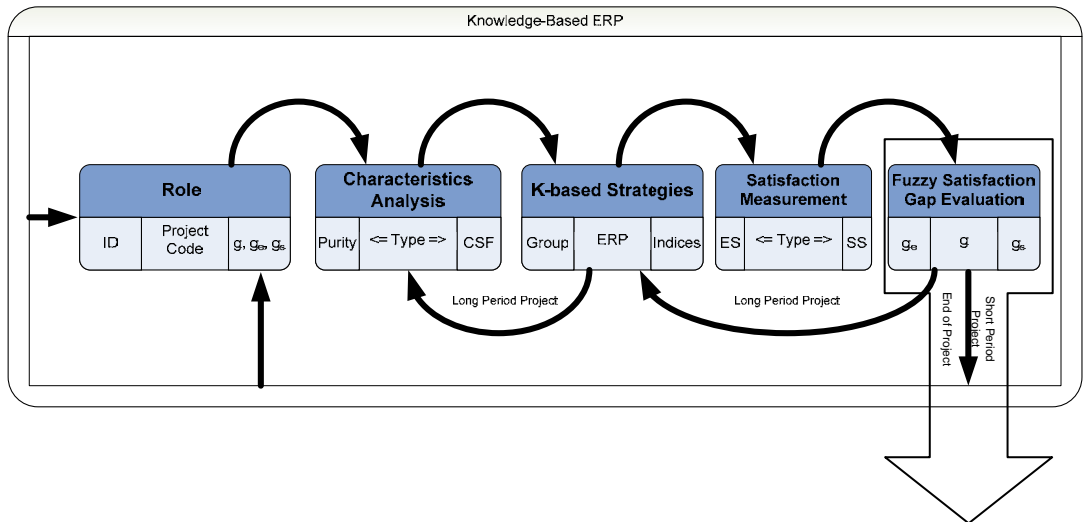 Knowledge-Based ERP
Role
ID
Project
Code
g, gₑ, gₛ
Characteristics
Analysis
Purity
<= Type =>
CSF
K-based Strategies
Group
ERP
Indices
Satisfaction
Measurement
ES
<= Type =>
SS
Fuzzy Satisfaction
Gap Evaluation
gₑ
g
gₛ
Long Period Project
Long Period Project
Short Period
Project
End of Project